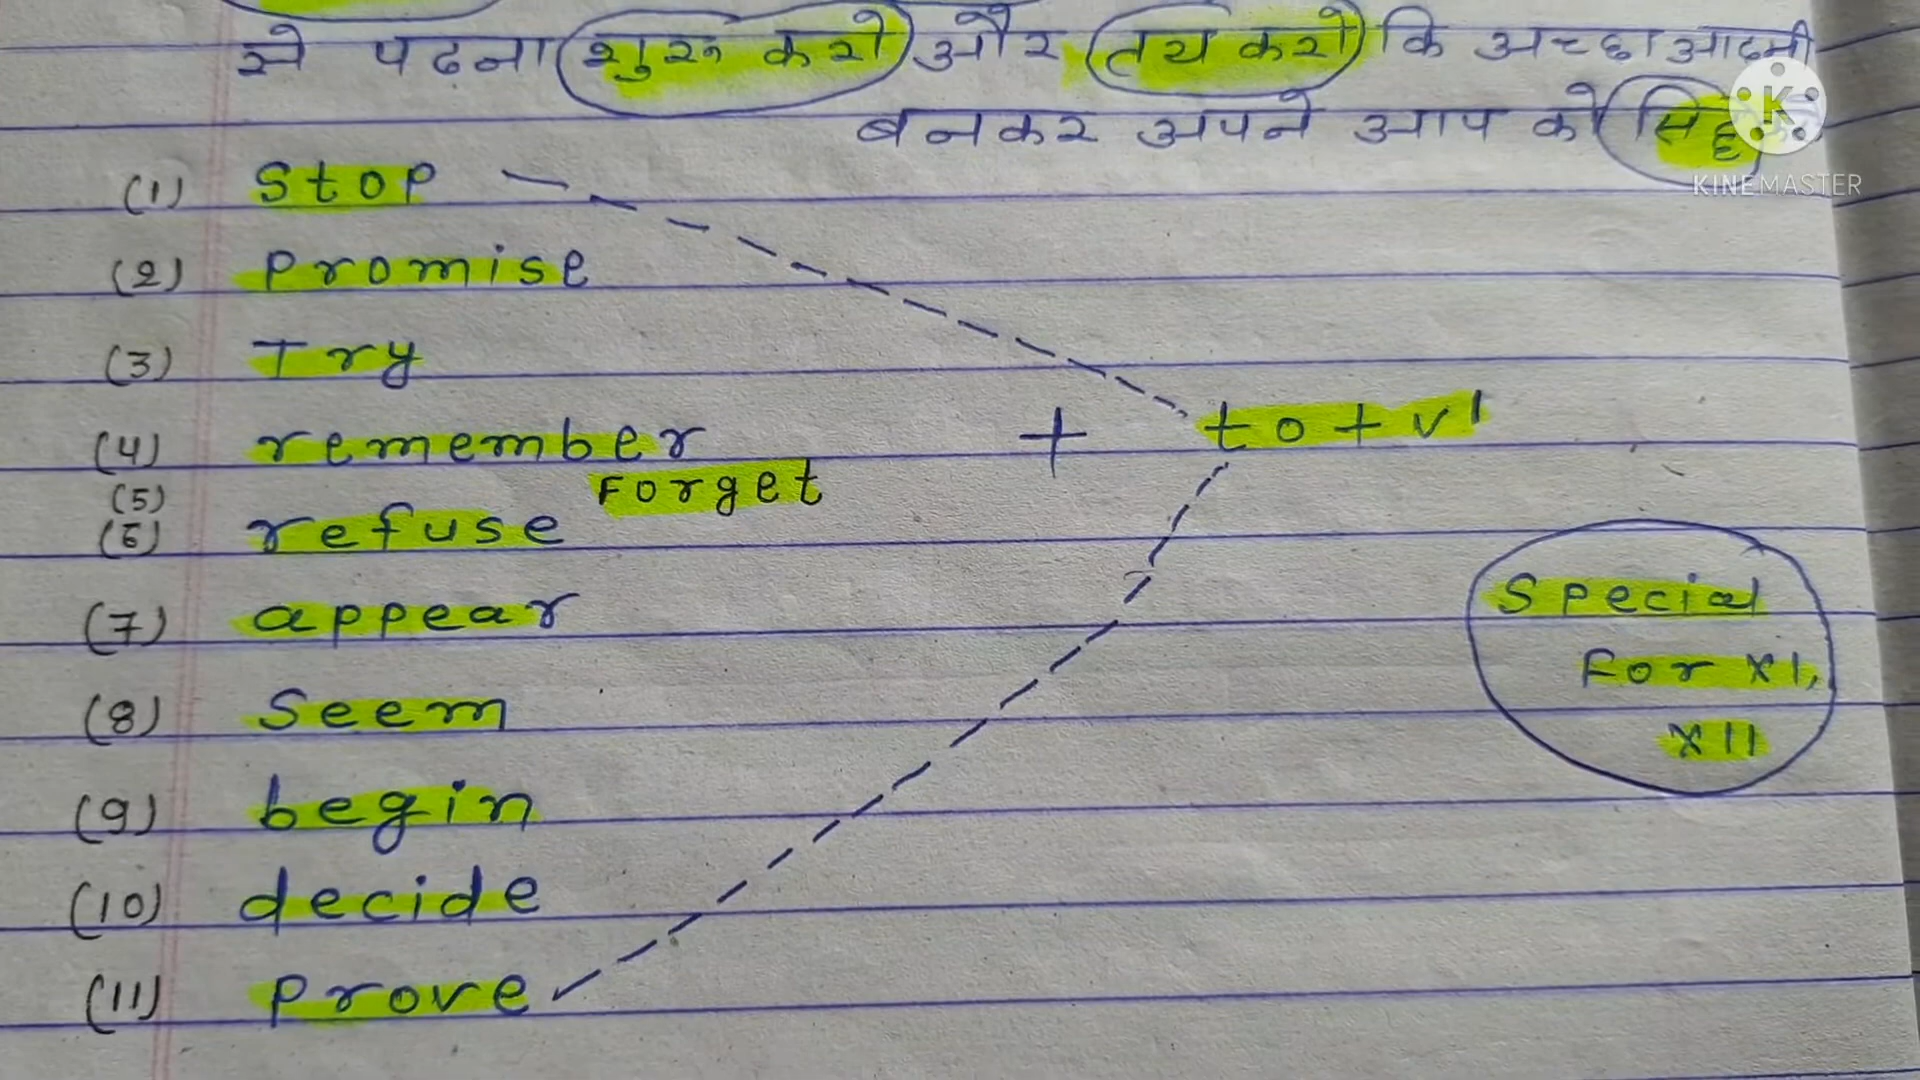 से पढना शुरू करो और तय करो कि अच्छा आदमी
बनकर अपने आप को सिद्ध
KINEMASTER
(1) Stop
(2) Promise
(3) Try
(4) remember + to + v1
(5) Forget
(6) refuse
(7) appear
Special
For XI,
XII
(8) Seem
(9) begin
(10) decide
(11) Prove